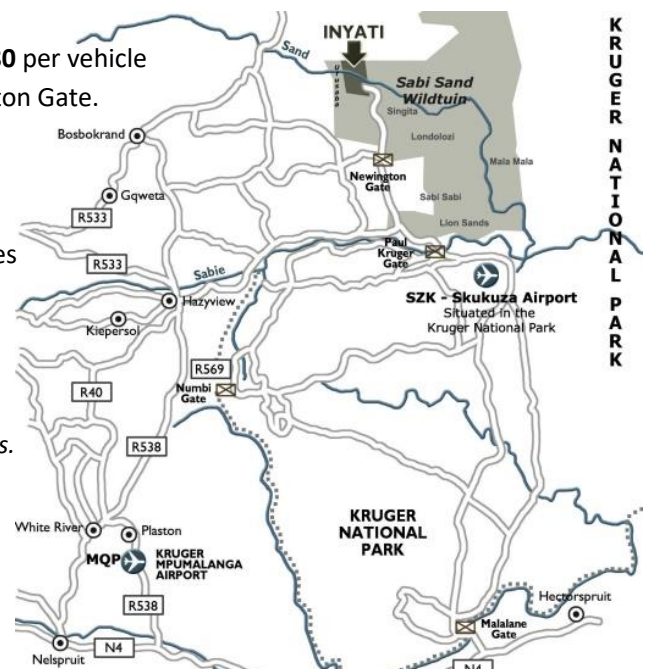 80 per vehicle
ton Gate.
es
s.
INYATI
Sand
Sabi Sand
Wildtuin
Singita
Londolozi
Mala Mala
Bosbokrand
Newington
Gate
Gqweta
Sabi Sabi
R533
Lion Sands
Paul
Kruger
Gate
R533
Sabie
SZK - Skukuza Airport
Situated in the
Kruger National Park
Hazyview
Kiepersol
R569
Numbi
Gate
R40
R538
KRUGER
NATIONAL
PARK
White River
Plaston
MQP
KRUGER
MPUMALANGA
AIRPORT
R538
Hectorspruit
Malalane
Gate
Nelspruit
N4
N4
KRUGER NATIONAL PARK